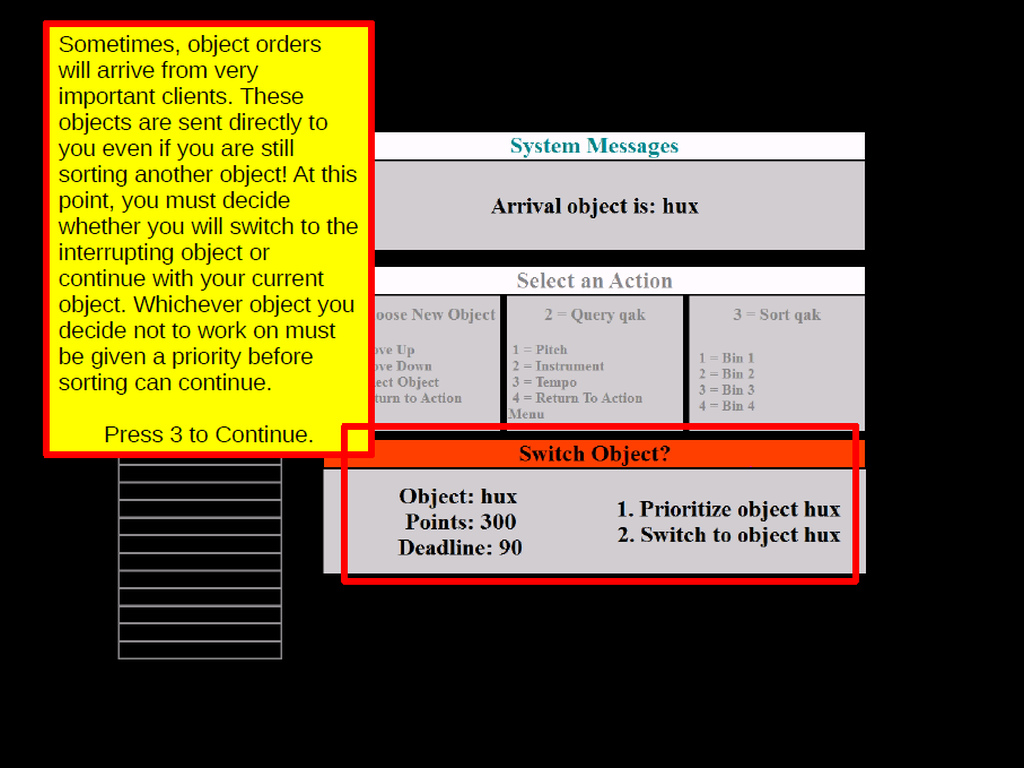 Sometimes, object orders
will arrive from very
important clients. These
objects are sent directly to
you even if you are still
sorting another object! At this
point, you must decide
whether you will switch to the
interrupting object or
continue with your current
object. Whichever object you
decide not to work on must
be given a priority before
sorting can continue.
Press 3 to Continue.
System Messages
Arrival object is: hux
Select an Action
New Object
Up
Down
Object
to Action
2 = Query qak
1 = Pitch
2 = Instrument
3 = Tempo
4 = Return To Action
Menu
3 = Sort qak
1 = Bin 1
2 = Bin 2
3 = Bin 3
4 = Bin 4
Switch Object?
Object: hux
Points: 300
Deadline: 90
1. Prioritize object hux
2. Switch to object hux